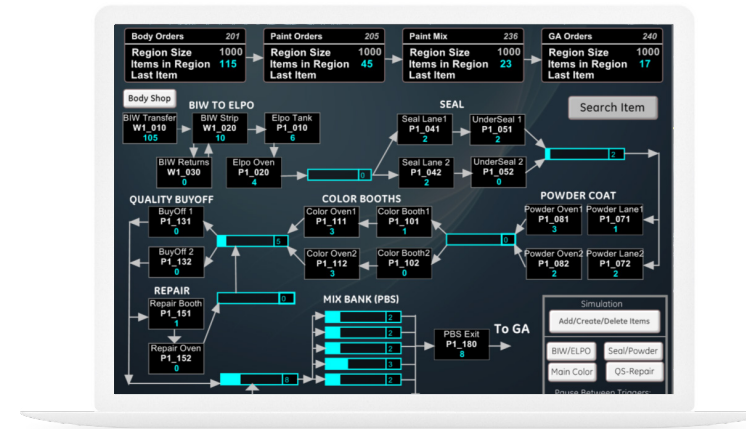 Body Orders 201
Region Size 1000
Items in Region 115
Last Item
Paint Orders 205
Region Size 1000
Items in Region 45
Last Item
Paint Mix 236
Region Size 1000
Items in Region 23
Last Item
GA Orders 240
Region Size 1000
Items in Region 17
Last Item
Body Shop
Search Item
BIW TO ELPO
BIW Transfer
W1_010
105
BIW Strip
W1_020
10
Elpo Tank
P1_010
6
BIW Returns
W1_030
0
Elpo Oven
P1_020
4
0
SEAL
Seal Lane1
P1_041
2
UnderSeal 1
P1_051
2
Seal Lane 2
P1_042
2
UnderSeal 2
P1_052
0
2
QUALITY BUYOFF
BuyOff 1
P1_131
0
BuyOff 2
P1_132
0
5
COLOR BOOTHS
Color Oven1
P1_111
3
Color Booth1
P1_101
1
Color Oven2
P1_112
3
Color Booth2
P1_102
0
0
POWDER COAT
Powder Oven1
P1_081
3
Powder Lane1
P1_071
1
Powder Oven2
P1_082
2
Powder Lane2
P1_072
2
REPAIR
Repair Booth
P1_151
1
Repair Oven
P1_152
0
0
8
MIX BANK (PBS)
2
2
2
3
2
PBS Exit
P1_180
8
To GA
Simulation
Add/Create/Delete Items
BIW/ELPO
Seal/Powder
Main Color
QS-Repair
Pause Between Triggers: